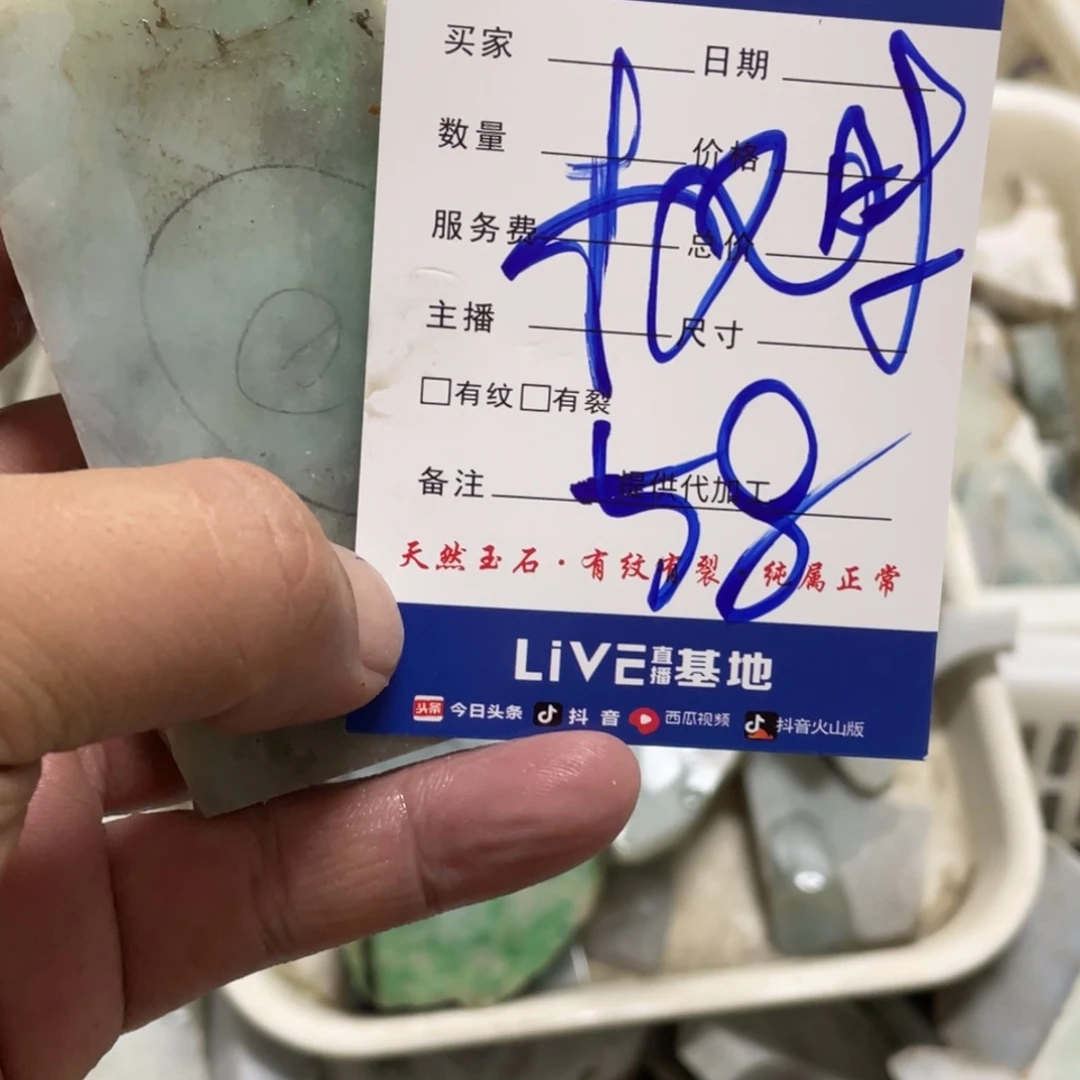 买家 日期
数量 价格
服务费 总价
主播 尺寸
□有纹□有裂
58
备注 提供代加工
天然玉石·有纹有裂·纯属正常
LiVE直播基地
头条 今日头条 抖音 西瓜视频 抖音火山版